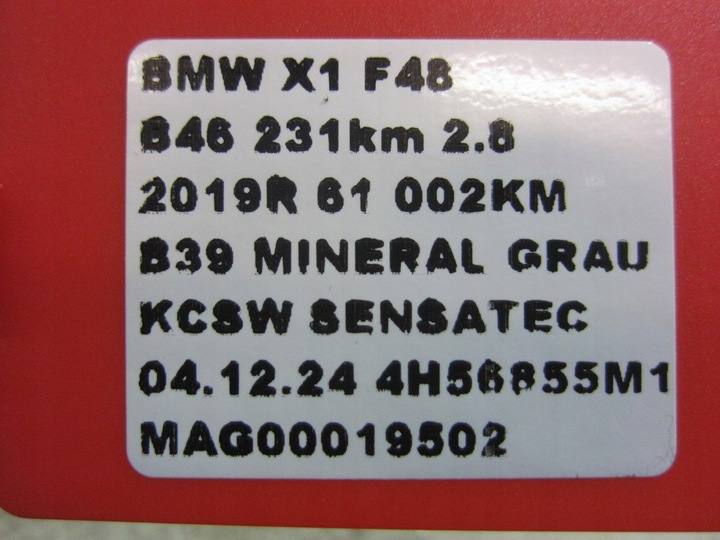 BMW X1 F48
B46 231km 2.8
2019R 61 002KM
B39 MINERAL GRAU
KCSW SENSATEC
04.12.24 4H56855M1
MAG00019502